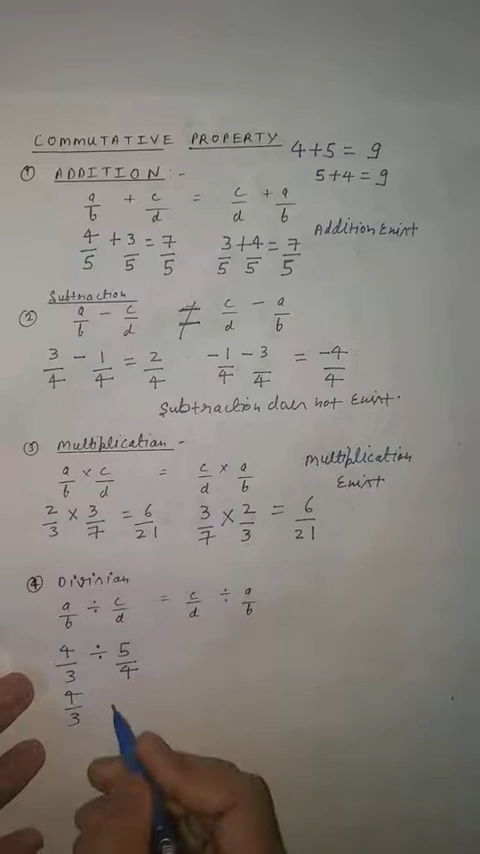 COMMUTATIVE PROPERTY
4+5 = 9
5+4 = 9
① ADDITION :-
a/b + c/d = c/d + a/b
4/5 + 3/5 = 7/5 3/5 + 4/5 = 7/5
Addition Exist
② Subtraction
a/b - c/d ≠ c/d - a/b
3/4 - 1/4 = 2/4 -1/4 - 3/4 = -4/4
Subtraction does not Exist.
③ Multiplication -
a/b × c/d = c/d × a/b
2/3 × 3/7 = 6/21 3/7 × 2/3 = 6/21
Multiplication
Exist
④ Division
a/b ÷ c/d = c/d ÷ a/b
4/3 ÷ 5/4
4/3